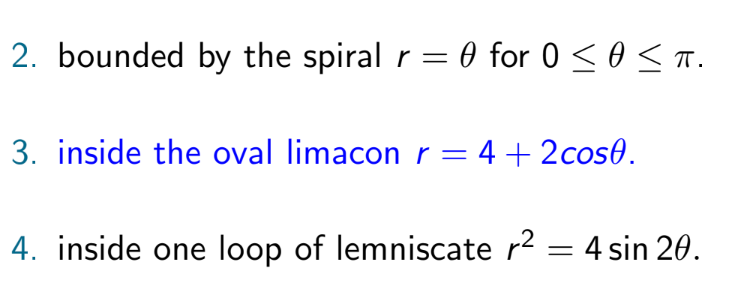 2. bounded by the spiral r = θ for 0 ≤ θ ≤ π.
3. inside the oval limacon r = 4 + 2cosθ.
4. inside one loop of lemniscate r² = 4 sin 2θ.